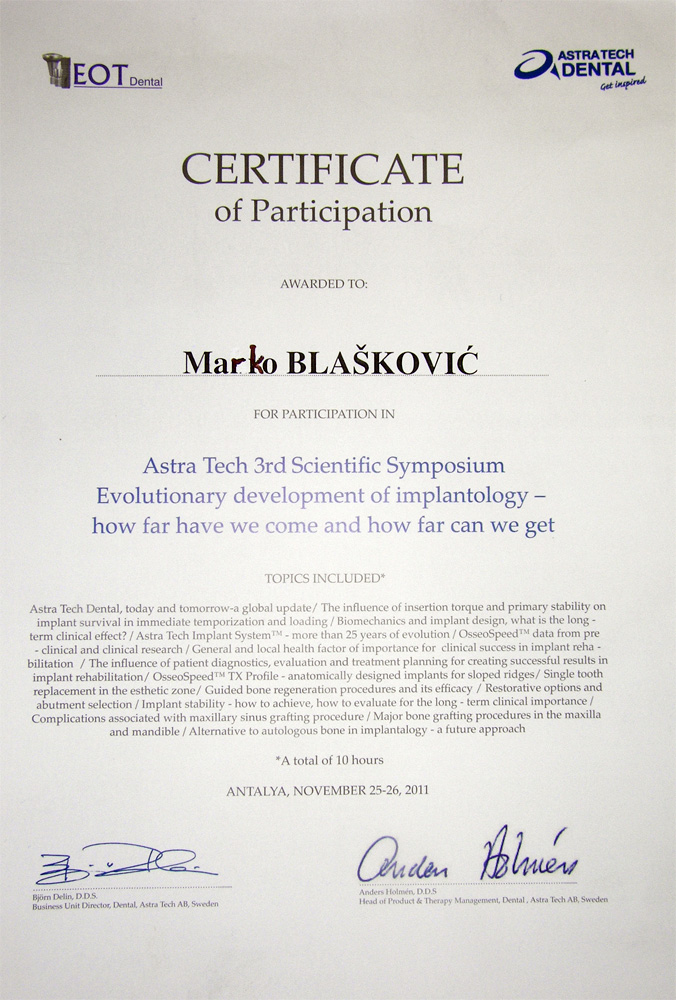 EOT Dental
ASTRATECH
DENTAL
Get inspired
CERTIFICATE
of Participation
AWARDED TO:
Marko BLAŠKOVIĆ
FOR PARTICIPATION IN
Astra Tech 3rd Scientific Symposium
Evolutionary development of implantology –
how far have we come and how far can we get
TOPICS INCLUDED*
Astra Tech Dental, today and tomorrow-a global update/ The influence of insertion torque and primary stability on
implant survival in immediate temporization and loading / Biomechanics and implant design, what is the long -
term clinical effect? / Astra Tech Implant System™ - more than 25 years of evolution / OsseoSpeed™ data from pre
- clinical and clinical research / General and local health factor of importance for clinical success in implant reha -
bilitation / The influence of patient diagnostics, evaluation and treatment planning for creating successful results in
implant rehabilitation/ OsseoSpeed™ TX Profile - anatomically designed implants for sloped ridges/ Single tooth
replacement in the esthetic zone/ Guided bone regeneration procedures and its efficacy / Restorative options and
abutment selection / Implant stability - how to achieve, how to evaluate for the long - term clinical importance /
Complications associated with maxillary sinus grafting procedure / Major bone grafting procedures in the maxilla
and mandible / Alternative to autologous bone in implantalogy - a future approach
*A total of 10 hours
ANTALYA, NOVEMBER 25-26, 2011
Anders Holmén
Björn Delin, D.D.S.
Business Unit Director, Dental, Astra Tech AB, Sweden
Anders Holmén, D.D.S
Head of Product & Therapy Management, Dental , Astra Tech AB, Sweden